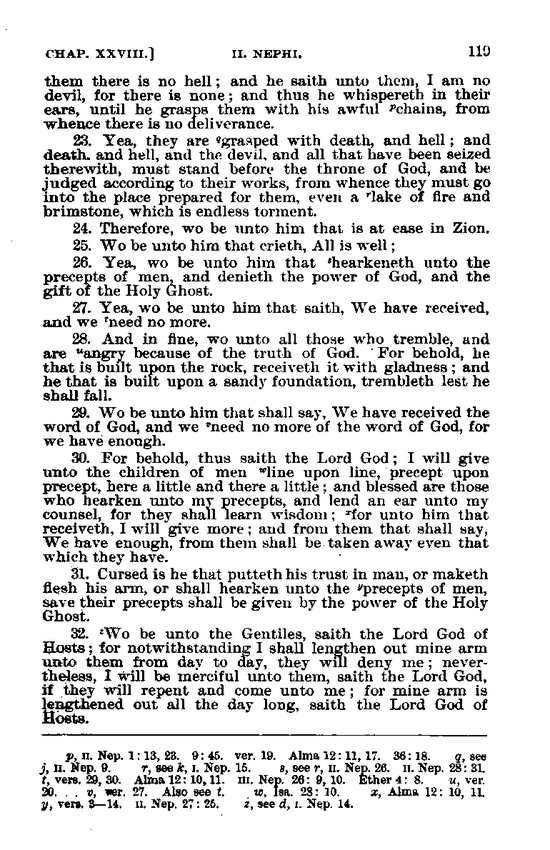 CHAP. XXVIII.] II. NEPHI. 119
them there is no hell; and he saith unto them, I am no
devil, for there is none; and thus he whispereth in their
ears, until he grasps them with his awful ᵖchains, from
whence there is no deliverance.
23. Yea, they are ᵠgrasped with death, and hell; and
death. and hell, and the devil, and all that have been seized
therewith, must stand before the throne of God, and be
judged according to their works, from whence they must go
into the place prepared for them, even a ʳlake of fire and
brimstone, which is endless torment.
24. Therefore, wo be unto him that is at ease in Zion.
25. Wo be unto him that crieth, All is well;
26. Yea, wo be unto him that ˢhearkeneth unto the
precepts of men, and denieth the power of God, and the
gift of the Holy Ghost.
27. Yea, wo be unto him that saith, We have received,
and we ᵗneed no more.
28. And in fine, wo unto all those who tremble, and
are ᵘangry because of the truth of God. For behold, he
that is built upon the rock, receiveth it with gladness; and
he that is built upon a sandy foundation, trembleth lest he
shall fall.
29. Wo be unto him that shall say, We have received the
word of God, and we ᵛneed no more of the word of God, for
we have enough.
30. For behold, thus saith the Lord God; I will give
unto the children of men ʷline upon line, precept upon
precept, here a little and there a little; and blessed are those
who hearken unto my precepts, and lend an ear unto my
counsel, for they shall learn wisdom; ˣfor unto him that
receiveth, I will give more; and from them that shall say,
We have enough, from them shall be taken away even that
which they have.
31. Cursed is he that putteth his trust in man, or maketh
flesh his arm, or shall hearken unto the ʸprecepts of men,
save their precepts shall be given by the power of the Holy
Ghost.
32. ᶻWo be unto the Gentiles, saith the Lord God of
Hosts; for notwithstanding I shall lengthen out mine arm
unto them from day to day, they will deny me; never-
theless, I will be merciful unto them, saith the Lord God,
if they will repent and come unto me; for mine arm is
lengthened out all the day long, saith the Lord God of
Hosts.
p, II. Nep. 1:13, 23. 9:45. ver. 19. Alma 12:11, 17. 36:18. q, see
j, II. Nep. 9. r, see k, I. Nep. 15. s, see r, II. Nep. 26. II. Nep. 28:31.
t, vers. 29, 30. Alma 12:10, 11. III. Nep. 26:9, 10. Ether 4:8. u, ver.
20. v, ver. 27. Also see t. w, Isa. 28:10. x, Alma 12:10, 11.
y, vers. 3—14. II. Nep. 27:25. z, see d, I. Nep. 14.